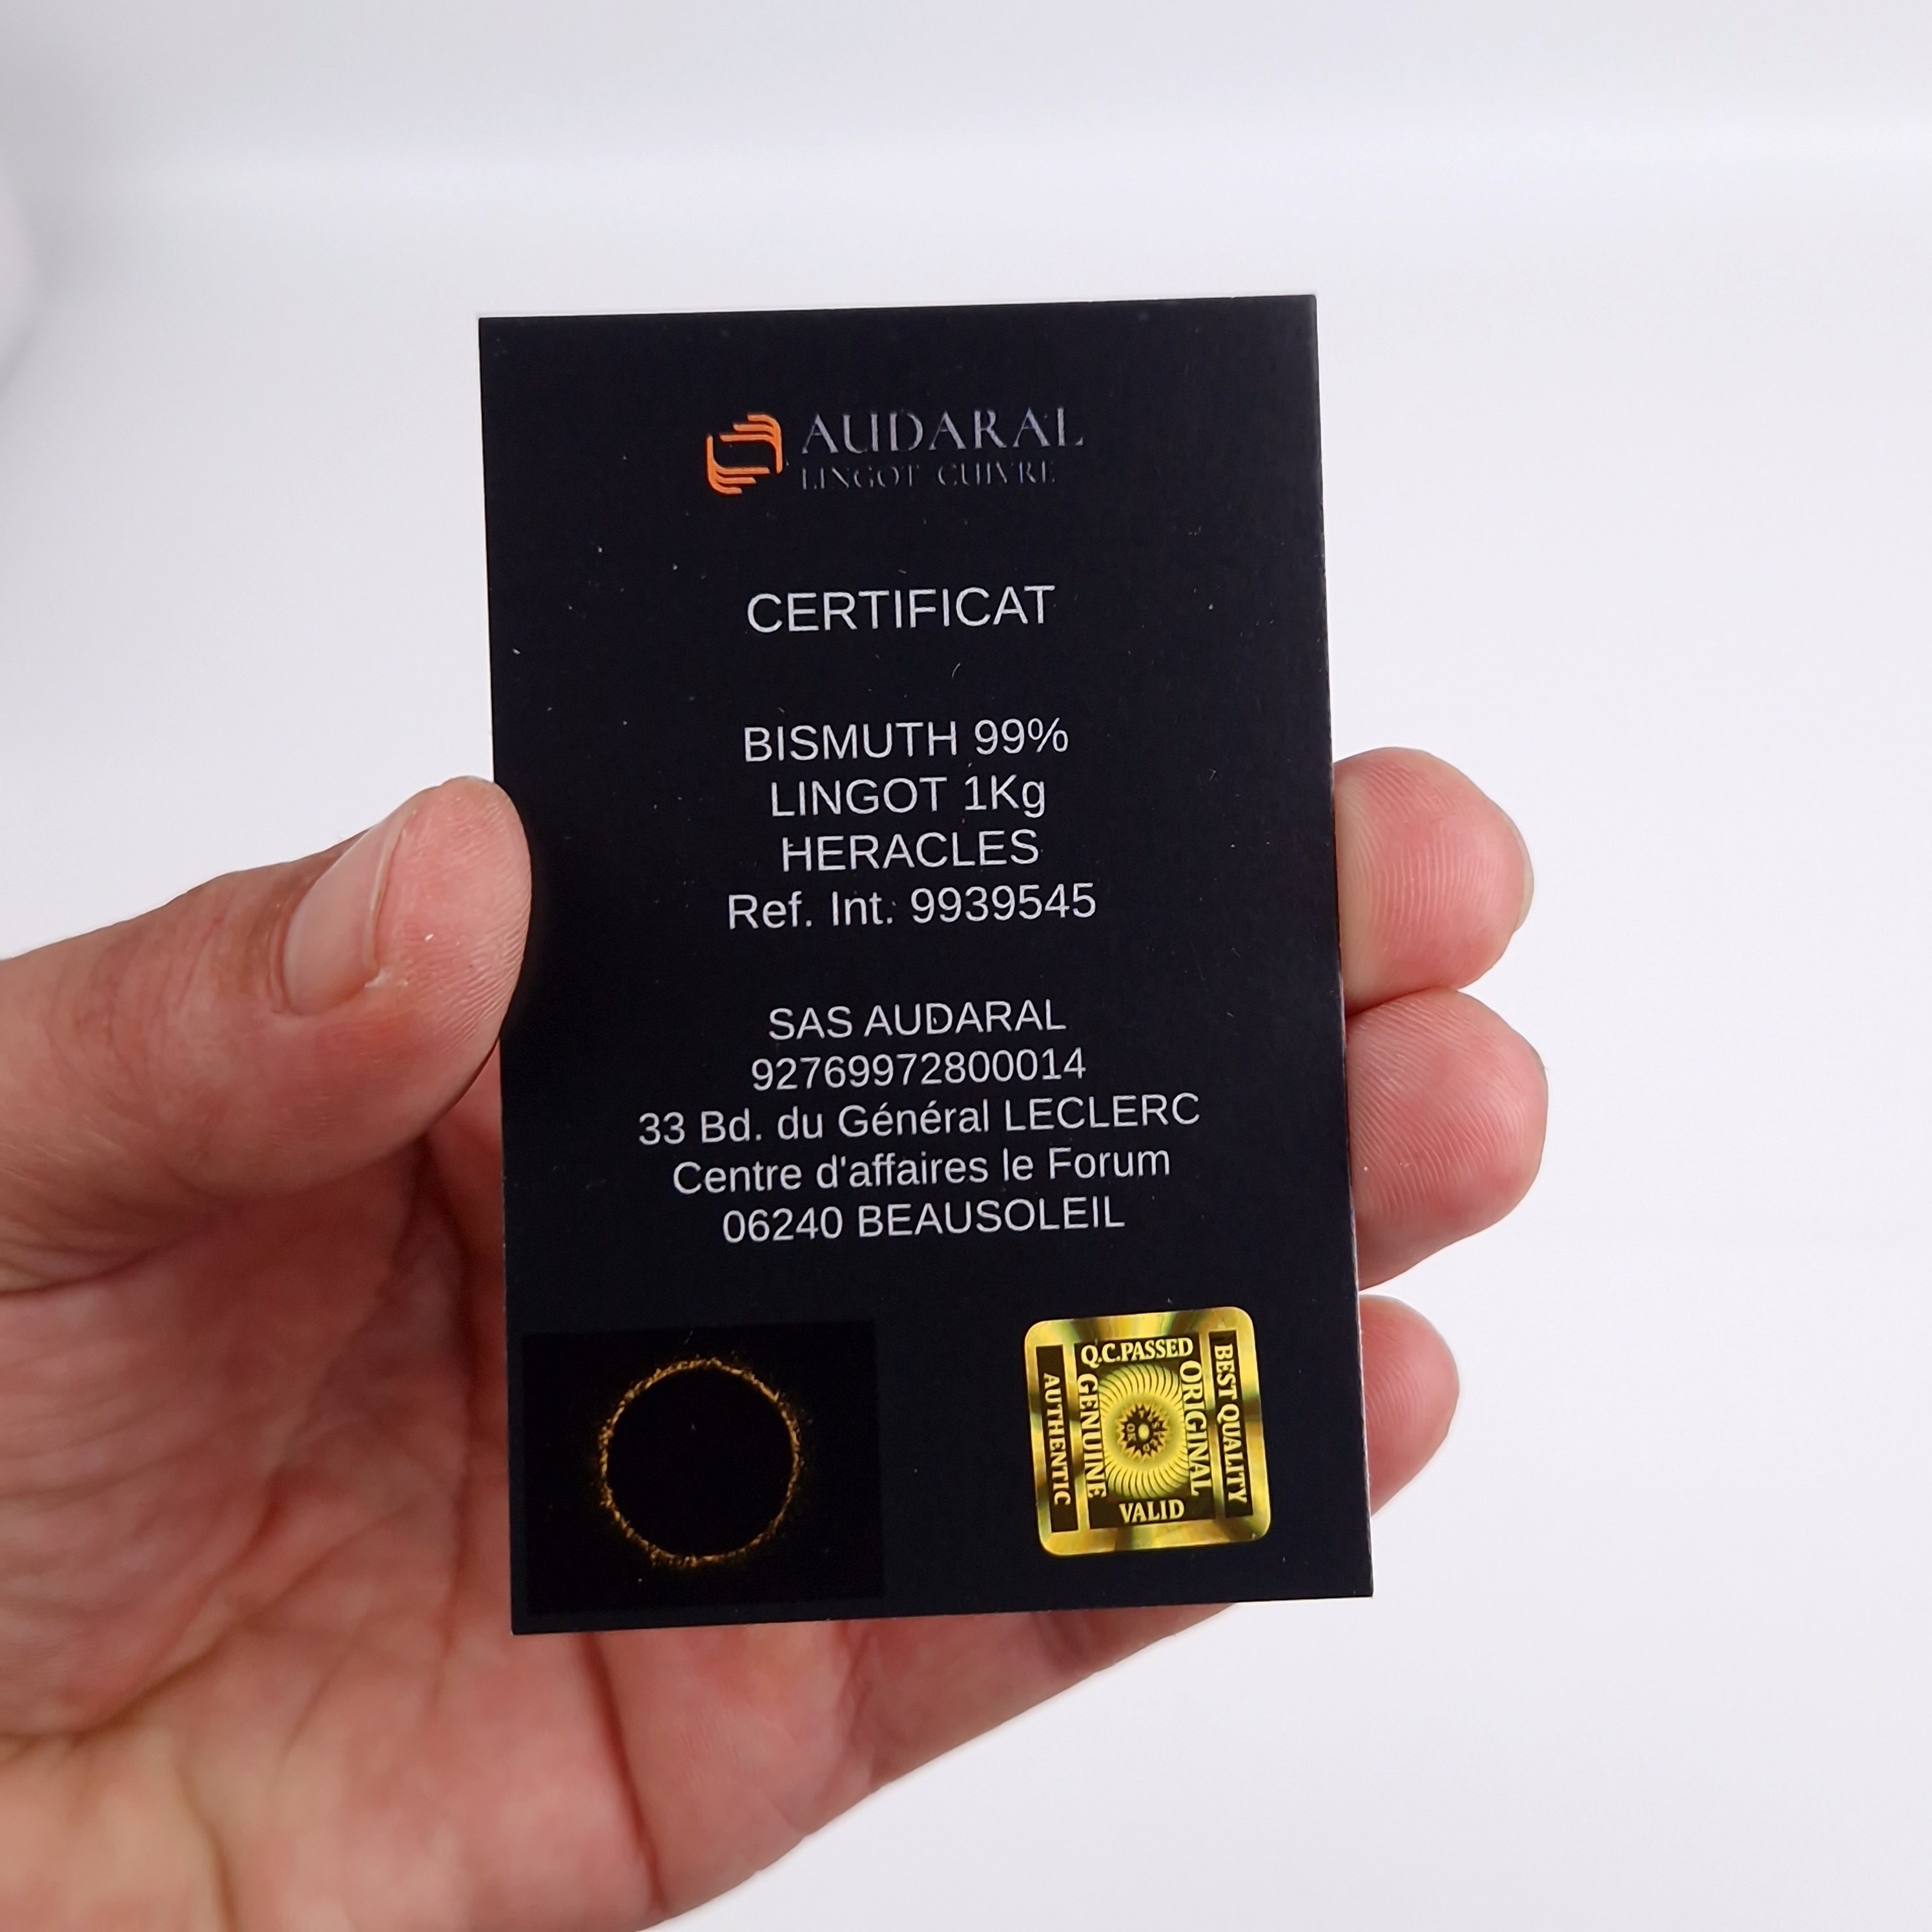 AUDARAL
LINGOT CUIVRE
CERTIFICAT
BISMUTH 99%
LINGOT 1Kg
HERACLES
Ref. Int. 9939545
SAS AUDARAL
92769972800014
33 Bd. du Général LECLERC
Centre d'affaires le Forum
06240 BEAUSOLEIL
Q.C.PASSED
AUTHENTIC
GENUINE
ORIGINAL
BEST QUALITY
VALID